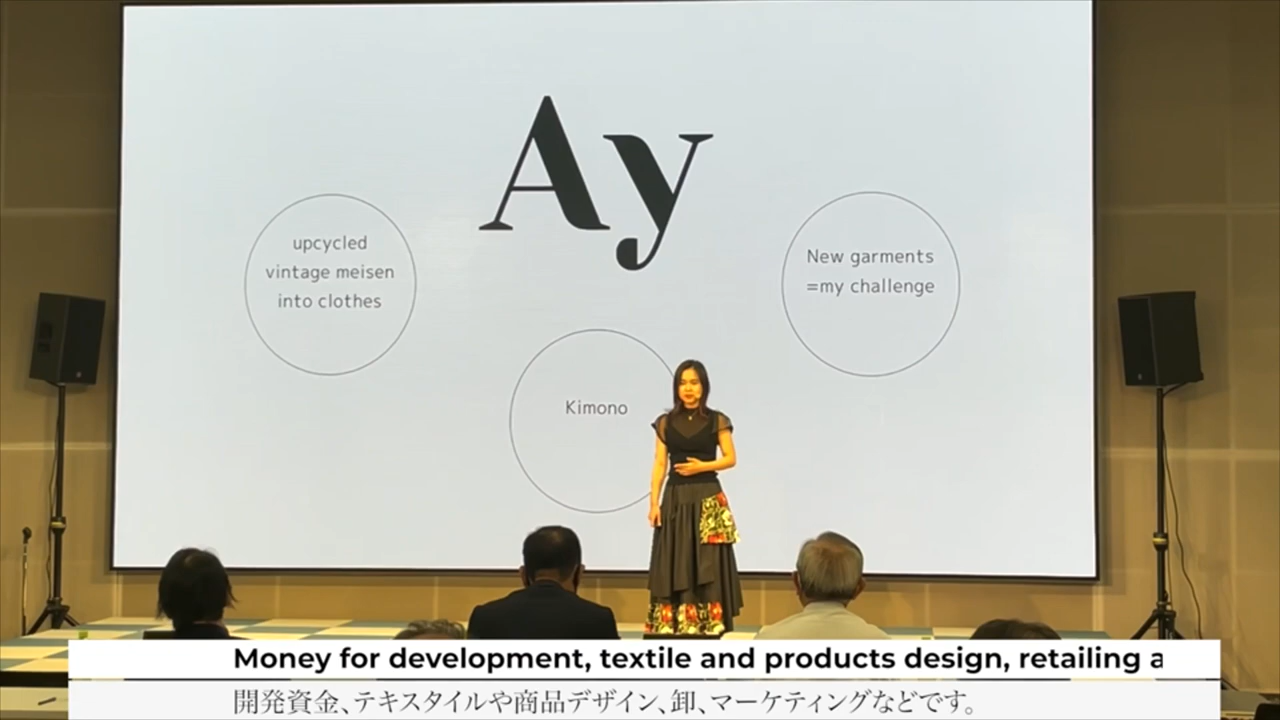 Ay
upcycled
vintage meisen
into clothes
New garments
=my challenge
Kimono
Money for development, textile and products design, retailing a
開発資金、テキスタイルや商品デザイン、卸、マーケティングなどです。